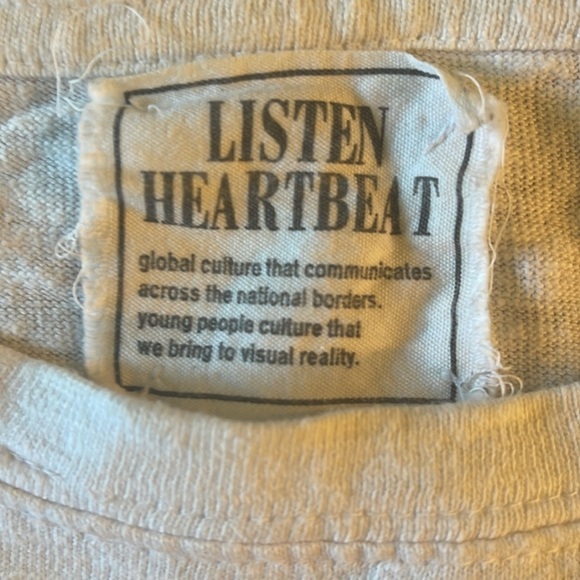 LISTEN
HEARTBEAT
global culture that communicates
across the national borders.
young people culture that
we bring to visual reality.